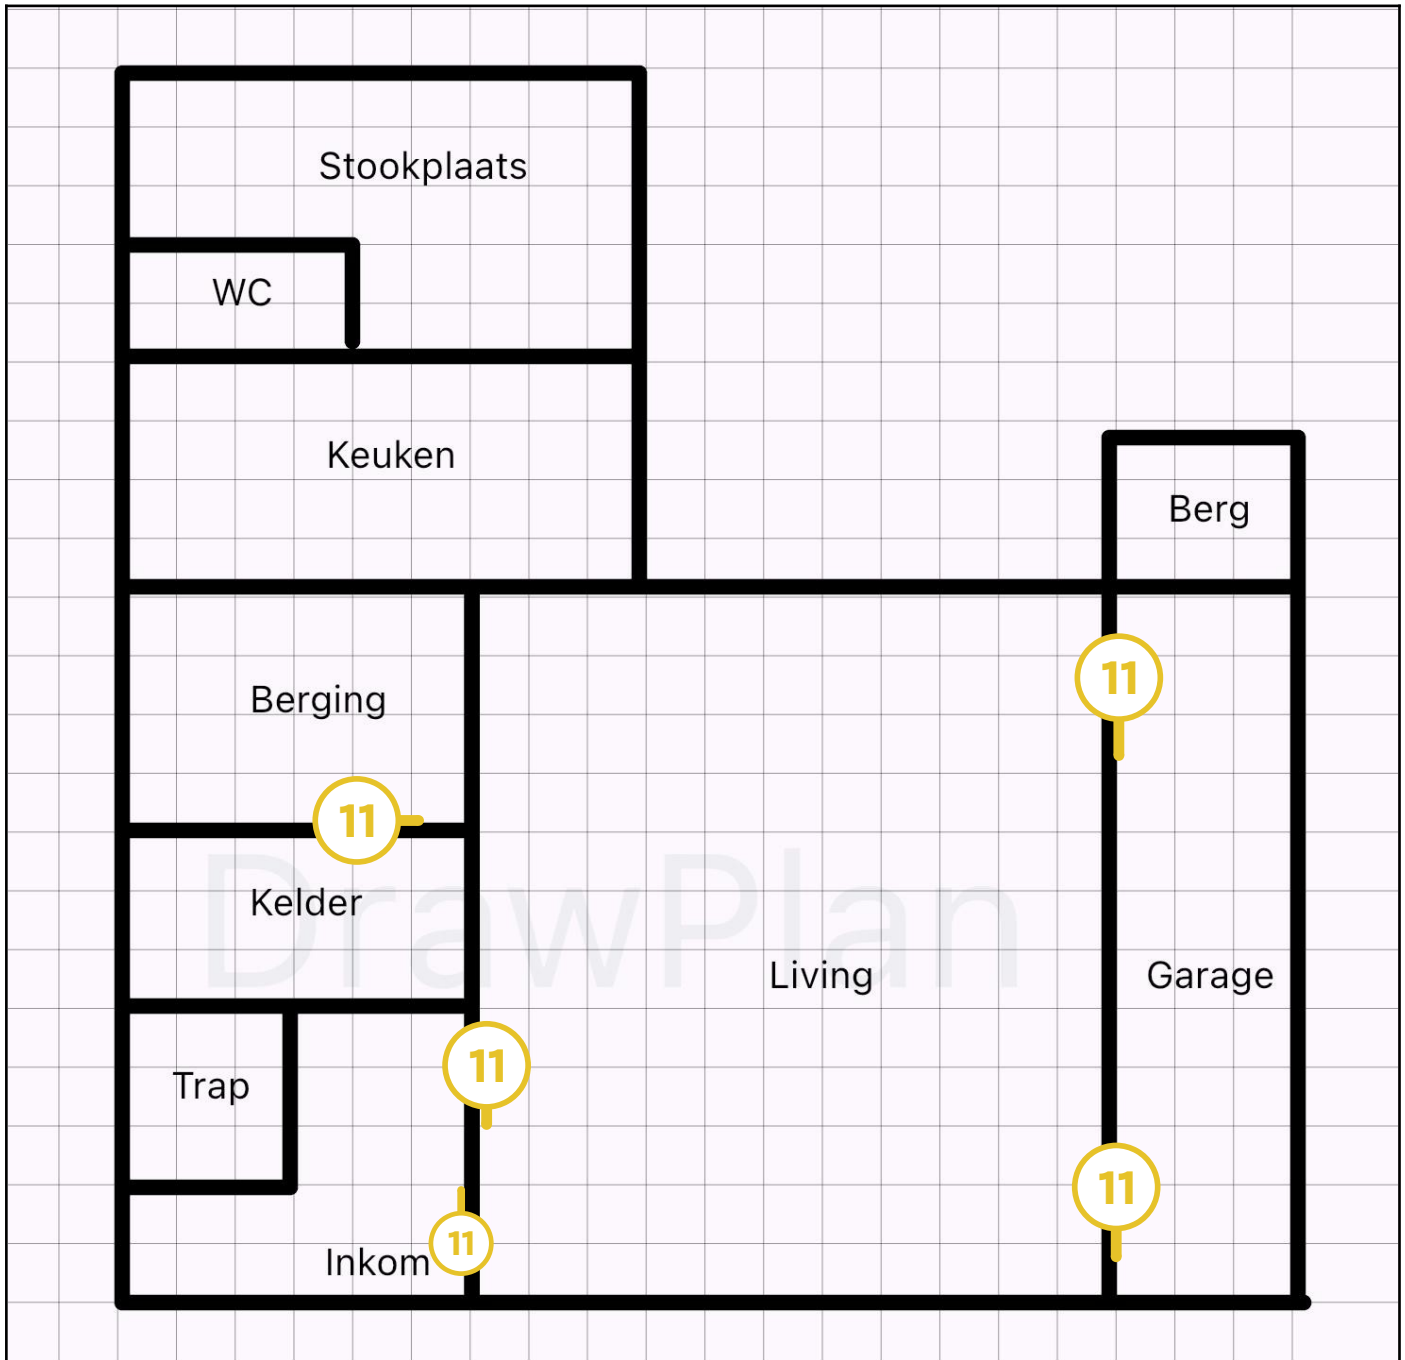 Stookplaats
WC
Keuken
Berg
11
Berging
11
DrawPlan
Kelder
Living
Garage
11
Trap
11
11
Inkom